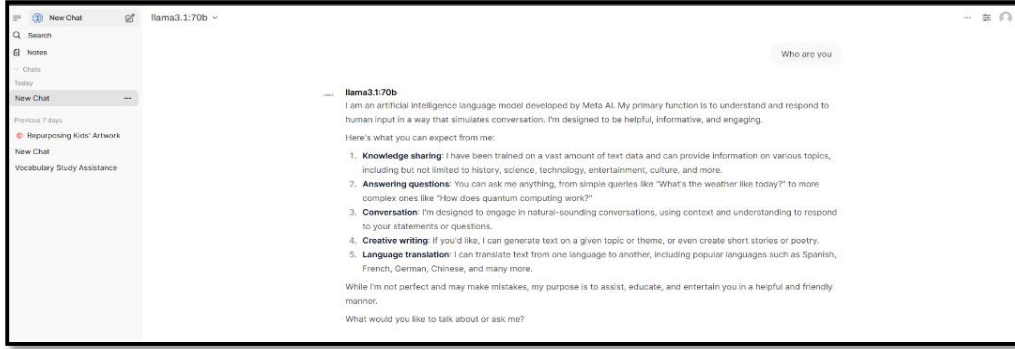 New Chat
llama3.1:70b
Search
Notes
Chats
Today
New Chat
Previous 7 days
Repurposing Kids' Artwork
New Chat
Vocabulary Study Assistance
Who are you
llama3.1:70b
I am an artificial intelligence language model developed by Meta AI. My primary function is to understand and respond to
human input in a way that simulates conversation. I'm designed to be helpful, informative, and engaging.
Here's what you can expect from me:
1. Knowledge sharing: I have been trained on a vast amount of text data and can provide information on various topics,
including but not limited to history, science, technology, entertainment, culture, and more.
2. Answering questions: You can ask me anything, from simple queries like "What's the weather like today?" to more
complex ones like "How does quantum computing work?"
3. Conversation: I'm designed to engage in natural-sounding conversations, using context and understanding to respond
to your statements or questions.
4. Creative writing: If you'd like, I can generate text on a given topic or theme, or even create short stories or poetry.
5. Language translation: I can translate text from one language to another, including popular languages such as Spanish,
French, German, Chinese, and many more.
While I'm not perfect and may make mistakes, my purpose is to assist, educate, and entertain you in a helpful and friendly
manner.
What would you like to talk about or ask me?